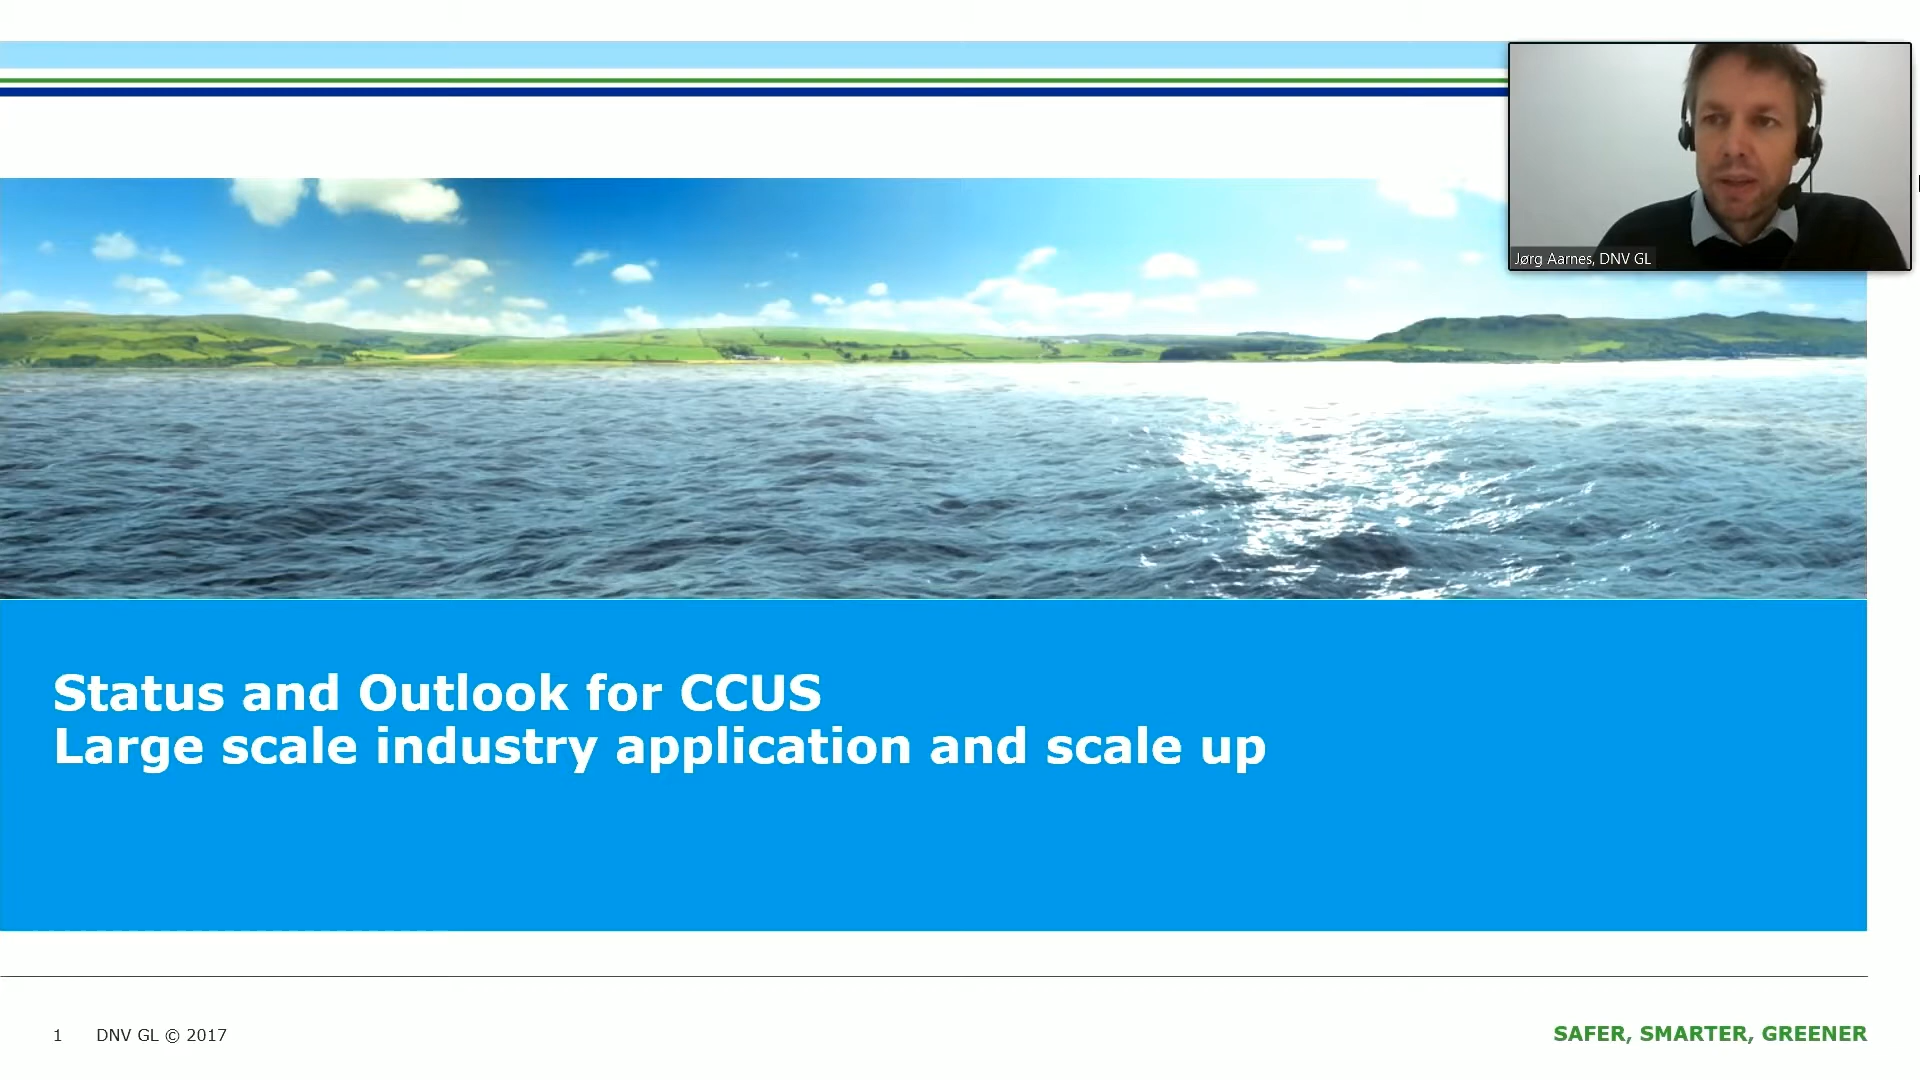 Jørg Aarnes, DNV GL
Status and Outlook for CCUS
Large scale industry application and scale up
1 DNV GL © 2017
SAFER, SMARTER, GREENER